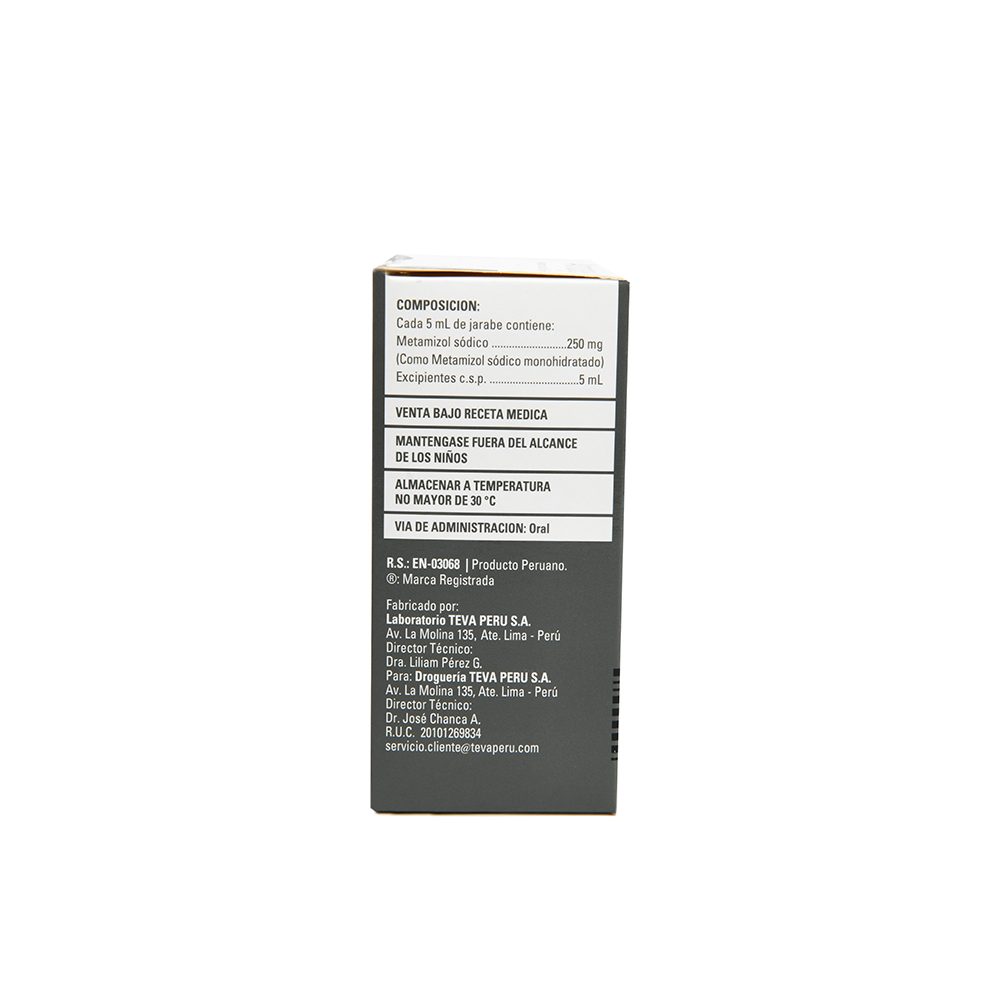 COMPOSICION:
Cada 5 mL de jarabe contiene:
Metamizol sódico ..........................250 mg
(Como Metamizol sódico monohidratado)
Excipientes c.s.p. ...............................5 mL
VENTA BAJO RECETA MEDICA
MANTENGASE FUERA DEL ALCANCE
DE LOS NIÑOS
ALMACENAR A TEMPERATURA
NO MAYOR DE 30 °C
VIA DE ADMINISTRACION: Oral
R.S.: EN-03068 | Producto Peruano.
®: Marca Registrada
Fabricado por:
Laboratorio TEVA PERU S.A.
Av. La Molina 135, Ate. Lima - Perú
Director Técnico:
Dra. Liliam Pérez G.
Para: Droguería TEVA PERU S.A.
Av. La Molina 135, Ate. Lima - Perú
Director Técnico:
Dr. José Chanca A.
R.U.C. 20101269834
servicio.cliente@tevaperu.com